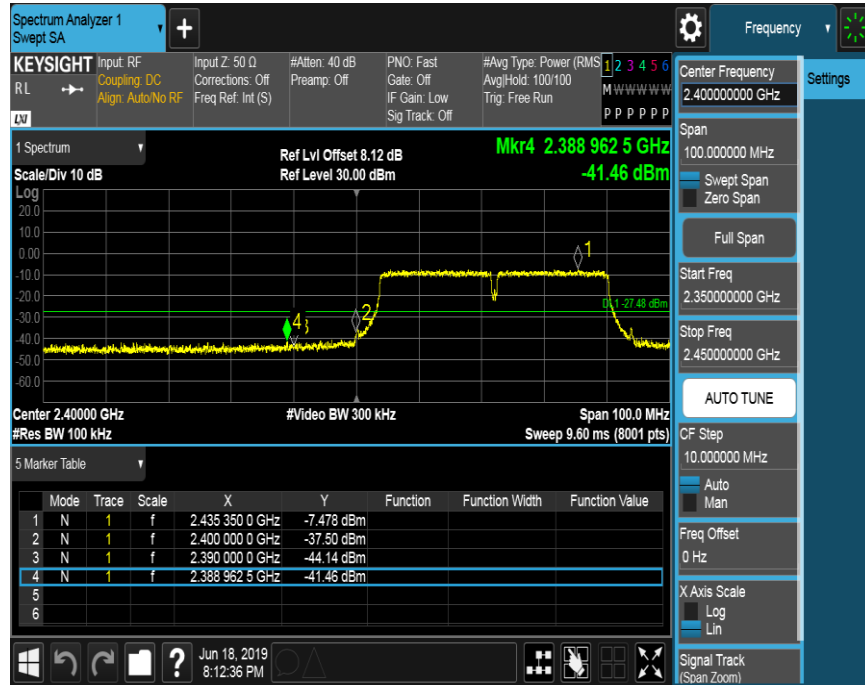 Spectrum Analyzer 1
Swept SA
+
Frequency
KEYSIGHT
RL
LXI
Input: RF
Coupling: DC
Align: Auto/No RF
Input Z: 50 Ω
Corrections: Off
Freq Ref: Int (S)
#Atten: 40 dB
Preamp: Off
PNO: Fast
Gate: Off
IF Gain: Low
Sig Track: Off
#Avg Type: Power (RMS
Avg|Hold: 100/100
Trig: Free Run
1 2 3 4 5 6
M W W W W W
P P P P P P
1 Spectrum
Scale/Div 10 dB
Ref Lvl Offset 8.12 dB
Ref Level 30.00 dBm
Mkr4 2.388 962 5 GHz
-41.46 dBm
Log
20.0
10.0
0.00
-10.0
-20.0
-30.0
-40.0
-50.0
-60.0
1
2
4
DL1 -27.48 dBm
Center 2.40000 GHz
#Res BW 100 kHz
#Video BW 300 kHz
Span 100.0 MHz
Sweep 9.60 ms (8001 pts)
5 Marker Table
Mode Trace Scale X Y Function Function Width Function Value
1 N 1 f 2.435 350 0 GHz -7.478 dBm
2 N 1 f 2.400 000 0 GHz -37.50 dBm
3 N 1 f 2.390 000 0 GHz -44.14 dBm
4 N 1 f 2.388 962 5 GHz -41.46 dBm
5
6
Jun 18, 2019
8:12:36 PM
?
Center Frequency
2.400000000 GHz
Settings
Span
100.000000 MHz
Swept Span
Zero Span
Full Span
Start Freq
2.350000000 GHz
Stop Freq
2.450000000 GHz
AUTO TUNE
CF Step
10.000000 MHz
Auto
Man
Freq Offset
0 Hz
X Axis Scale
Log
Lin
Signal Track
(Span Zoom)